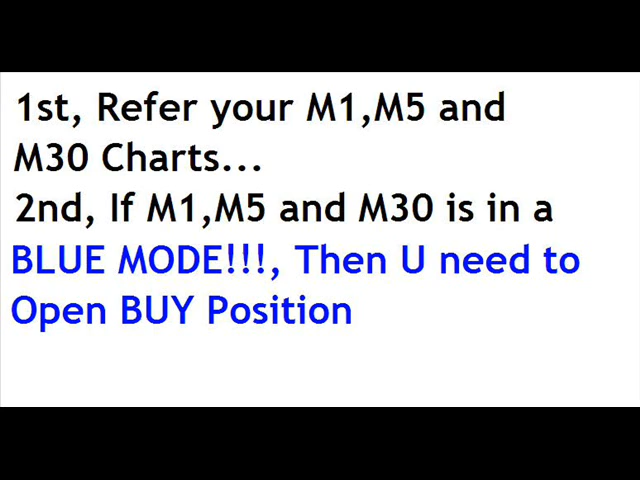 1st, Refer your M1,M5 and
M30 Charts...
2nd, If M1,M5 and M30 is in a
BLUE MODE!!!, Then U need to
Open BUY Position